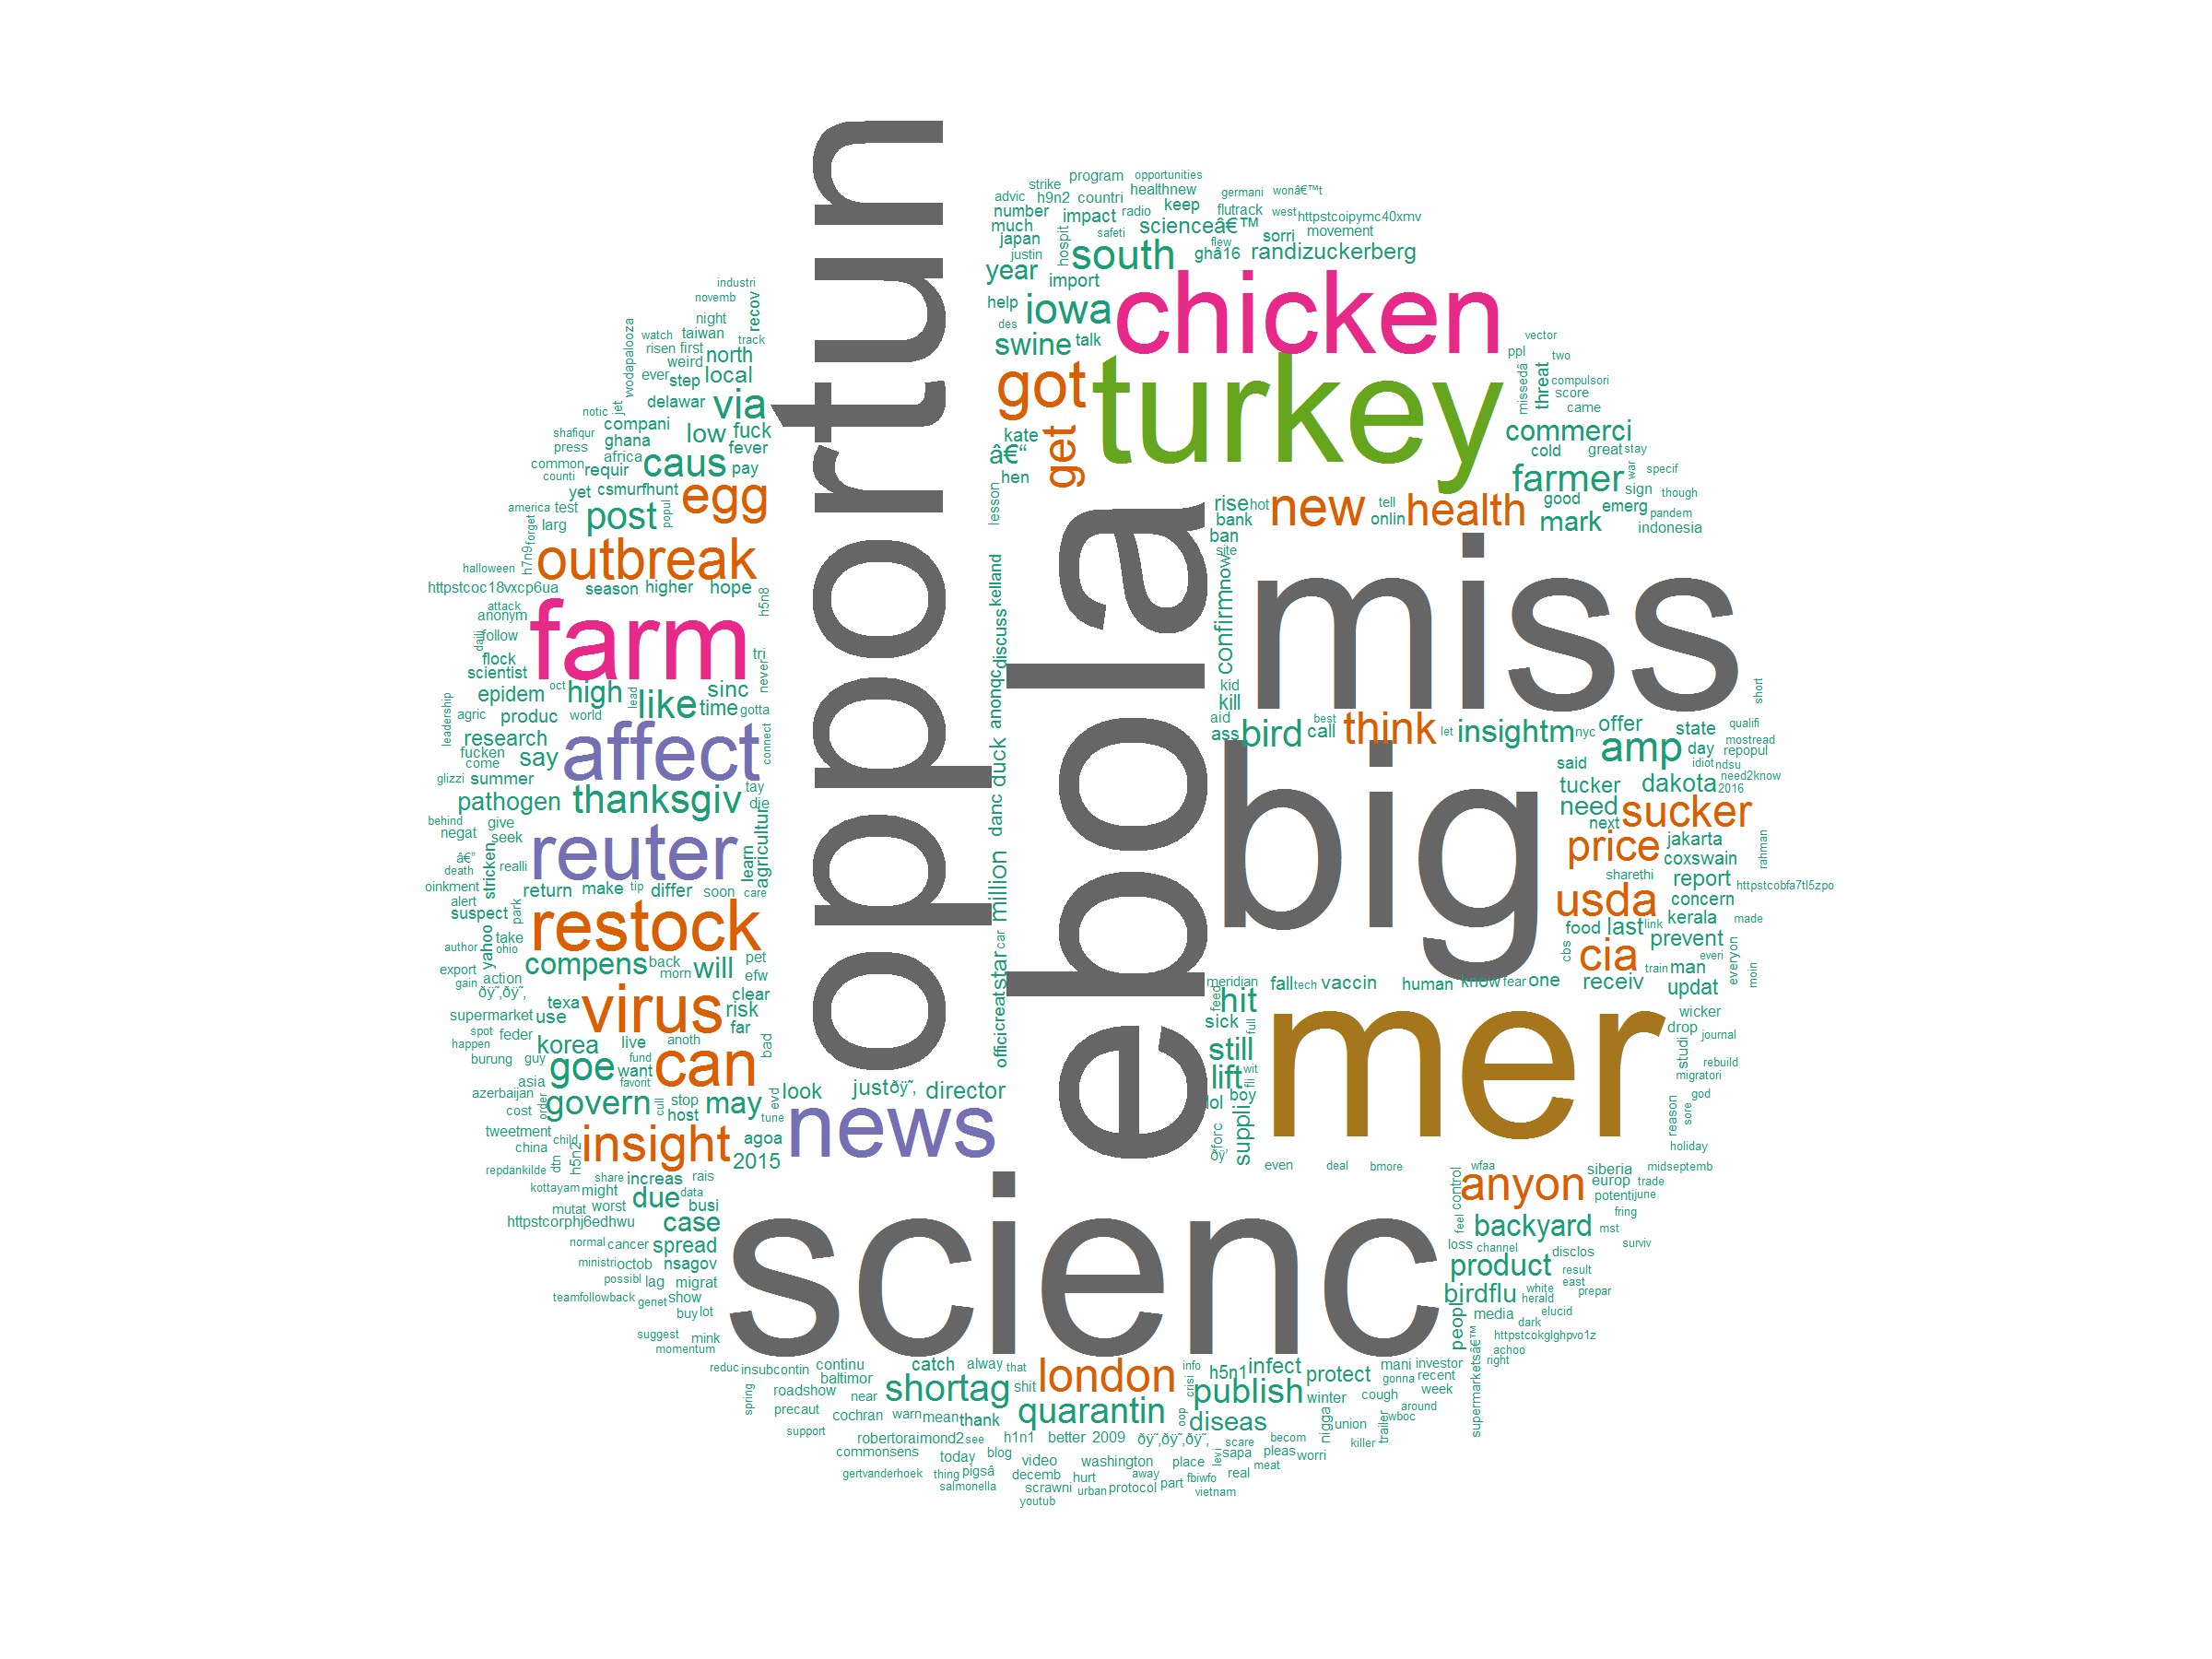 opportun
ebola
scienc
miss
big
mer
turkey
chicken
farm
affect
reuter
news
restock
virus
can
insight
outbreak
egg
got
get
new
health
think
sucker
price
usda
cia
anyon
london
strike
program
opportunities
advic
h9n2
countri
healthnew
germani
wonâ€™t
number
impact
radio
keep
flutrack
west
httpstcoipymc40xmv
much
safeti
scienceâ€™
sorri
movement
japan
hospit
south
flew
ghâ16
randizuckerberg
justin
year
import
help
iowa
des
swine
talk
kate
â€“
hen
lesson
industri
novemb
recov
night
wodapalooza
watch
taiwan
track
risen
first
north
weird
ever
step
local
jet
delawar
via
notic
compani
low
fuck
shafiqur
ghana
fever
press
africa
caus
pay
common
requir
counti
yet
csmurfhunt
america
test
post
popul
forget
larg
h7n9
halloween
httpstcoc18vxcp6ua
season
higher
hope
h5n8
attack
anonym
follow
daili
flock
tri
scientist
never
epidem
oct
high
lead
like
sinc
time
gotta
leadership
agric
produc
world
research
connect
fucken
say
come
glizzi
summer
pathogen
thanksgiv
tay
die
behind
give
negat
seek
learn
agricultur
â€“
death
stricken
realli
oinkment
return
make
tip
differ
soon
care
alert
suspect
park
yahoo
take
author
ohio
compens
back
will
pet
export
morn
efw
gain
action
ðŸ˜‚ðŸ˜‚
texa
clear
supermarket
use
risk
spot
feder
far
happen
korea
live
anoth
bad
burung
guy
goe
want
fund
asia
favorit
azerbaijan
govern
cull
stop
may
evd
cost
order
host
tune
tweetment
child
china
dtn
h5n2
agoa
repdankilde
2015
share
increas
rais
kottayam
might
due
data
mutat
worst
busi
httpstcorphj6edhwu
case
normal
cancer
spread
ministri
octob
nsagov
possibl
lag
migrat
teamfollowback
genet
show
buy
lot
suggest
mink
momentum
look
justðŸ˜‚
director
kelland
discuss
anonqc
duck
danc
million
car
star
creat
offici
vector
ppl
two
threat
compulsori
missedâ
score
came
commerci
cold
great
stay
farmer
war
specif
sign
though
good
emerg
pandem
mark
indonesia
rise
hot
tell
bank
onlin
ban
site
now
confirm
kid
kill
short
aid
best
offer
state
qualifi
ass
bird
call
let
insightm
nyc
mostread
amp
day
repopul
said
idiot
ndsu
tucker
dakota
need2know
2016
need
next
jakarta
rahman
coxswain
sharethi
report
httpstcobfa7tl5zpo
concern
food
last
link
kerala
made
cbs
prevent
everyon
train
man
everi
moin
meridian
fall
tech
vaccin
human
know
fear
one
receiv
updat
feed
hit
wicker
sick
full
drop
journal
still
studi
rebuild
lift
wit
fli
migratori
lol
boy
god
forc
suppli
reason
sore
ðŸ’
holiday
even
deal
bmore
wfaa
siberia
midseptemb
control
europ
trade
potenti
june
feel
backyard
fring
mst
loss
channel
surviv
disclos
product
result
east
birdflu
white
prepar
herald
peopl
media
elucid
dark
httpstcokglghpvo1z
supermarketsâ€™
achoo
right
reduc
insubcontin
continu
catch
alway
that
info
h5n1
infect
protect
mani
investor
baltimor
gonna
recent
spring
roadshow
near
shortag
shit
crisi
publish
winter
cough
week
precaut
cochran
warn
mean
thank
quarantin
oop
diseas
nigga
union
trailer
around
wboc
support
robertoraimond2
see
h1n1
better
2009
ðŸ˜‚ðŸ˜‚ðŸ˜‚
scare
becom
killer
commonsens
today
blog
video
washington
place
levi
sapa
pleas
worri
gertvanderhoek
thing
pigsâ
decemb
hurt
away
fbiwfo
real
meat
salmonella
scrawni
urban
protocol
part
vietnam
youtub